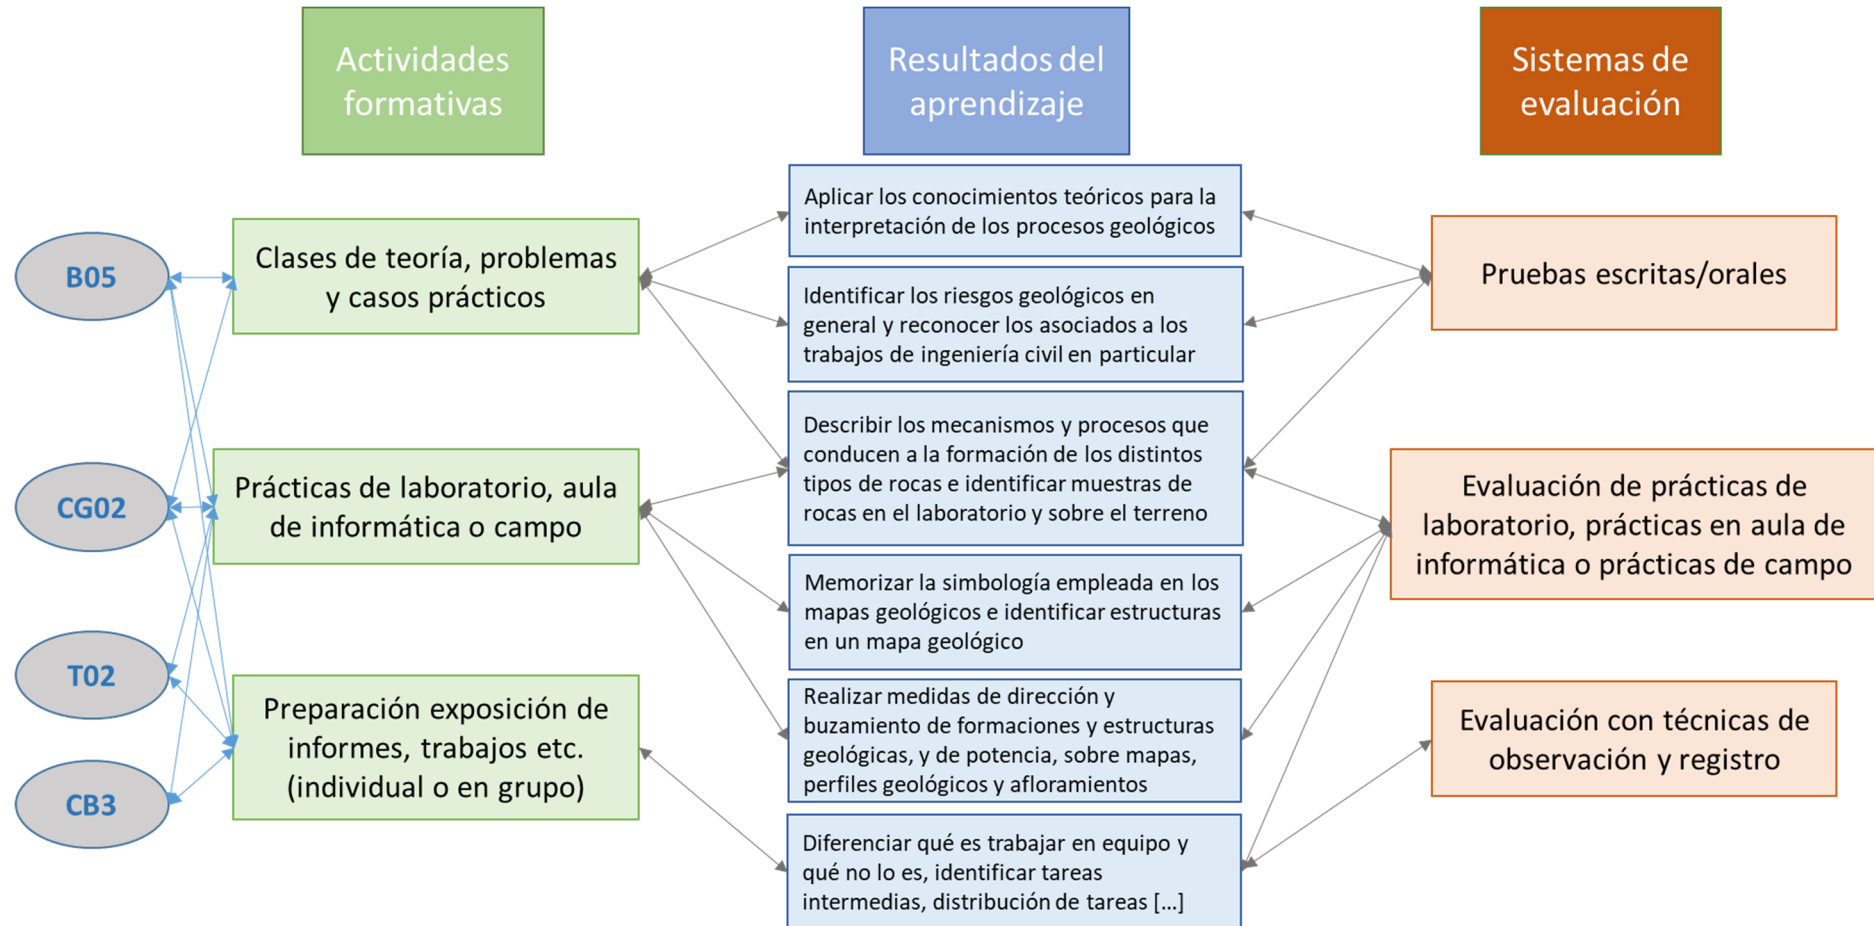 Actividades
formativas
Resultados del
aprendizaje
Sistemas de
evaluación
B05
CG02
T02
CB3
Clases de teoría, problemas
y casos prácticos
Prácticas de laboratorio, aula
de informática o campo
Preparación exposición de
informes, trabajos etc.
(individual o en grupo)
Aplicar los conocimientos teóricos para la
interpretación de los procesos geológicos
Identificar los riesgos geológicos en
general y reconocer los asociados a los
trabajos de ingeniería civil en particular
Describir los mecanismos y procesos que
conducen a la formación de los distintos
tipos de rocas e identificar muestras de
rocas en el laboratorio y sobre el terreno
Memorizar la simbología empleada en los
mapas geológicos e identificar estructuras
en un mapa geológico
Realizar medidas de dirección y
buzamiento de formaciones y estructuras
geológicas, y de potencia, sobre mapas,
perfiles geológicos y afloramientos
Diferenciar qué es trabajar en equipo y
qué no lo es, identificar tareas
intermedias, distribución de tareas [...]
Pruebas escritas/orales
Evaluación de prácticas de
laboratorio, prácticas en aula de
informática o prácticas de campo
Evaluación con técnicas de
observación y registro